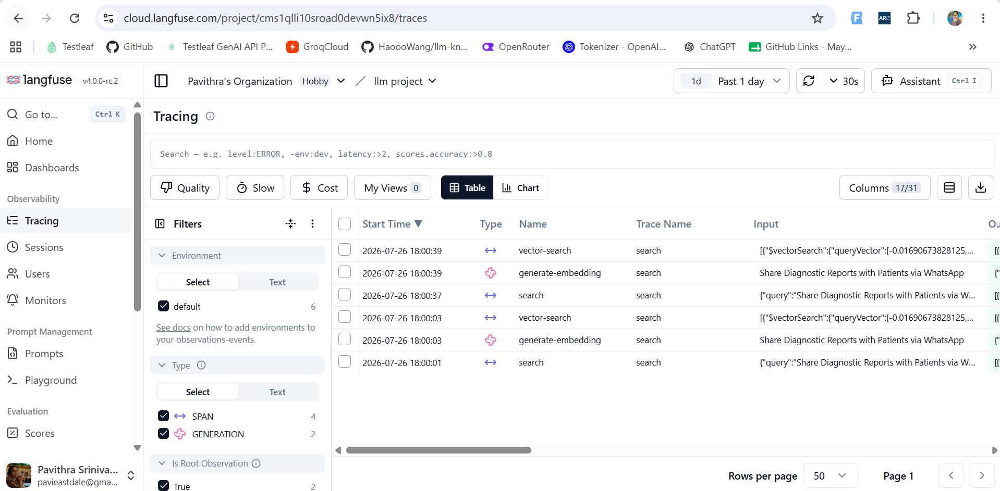 cloud.langfuse.com/project/cms1qlli10sroad0devwn5ix8/traces
Testleaf GitHub Testleaf GenAI API P... GroqCloud HaoooWang/llm-kn... OpenRouter Tokenizer - OpenAI... ChatGPT GitHub Links - May...
langfuse v4.0.0-rc.2
Pavithra's Organization Hobby llm project
1d Past 1 day 30s Assistant Ctrl I
Go to... Ctrl K
Home
Dashboards
Observability
Tracing
Sessions
Users
Monitors
Prompt Management
Prompts
Playground
Evaluation
Scores
Pavithra Sriniva...
pavieastdale@gma...
Tracing
Search — e.g. level:ERROR, -env:dev, latency:>2, scores.accuracy:>0.8
Quality Slow Cost My Views 0 Table Chart Columns 17/31
Filters
Environment
Select Text
default 6
See docs on how to add environments to
your observations-events.
Type
Select Text
SPAN 4
GENERATION 2
Is Root Observation
True 2
Start Time Type Name Trace Name Input Ou
2026-07-26 18:00:39 vector-search search [{"$vectorSearch":{"queryVector":[-0.01690673828125,... [{"
2026-07-26 18:00:39 generate-embedding search Share Diagnostic Reports with Patients via WhatsApp {"
2026-07-26 18:00:37 search search {"query":"Share Diagnostic Reports with Patients via W... [{
2026-07-26 18:00:03 vector-search search [{"$vectorSearch":{"queryVector":[-0.01690673828125,... [{"
2026-07-26 18:00:03 generate-embedding search Share Diagnostic Reports with Patients via WhatsApp {"
2026-07-26 18:00:01 search search {"query":"Share Diagnostic Reports with Patients via W... [{
Rows per page 50 Page 1